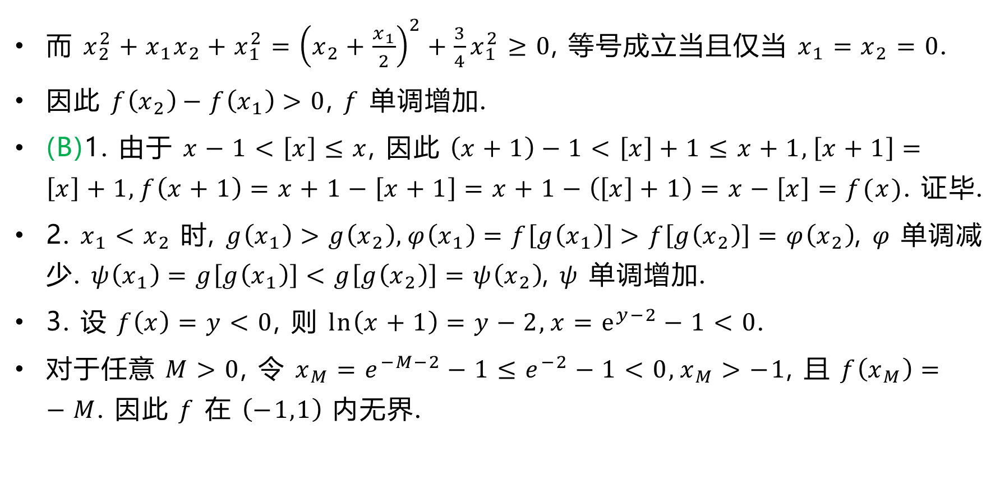 • 而 $x_2^2 + x_1x_2 + x_1^2 = \left(x_2 + \frac{x_1}{2}\right)^2 + \frac{3}{4}x_1^2 \geq 0$, 等号成立当且仅当 $x_1 = x_2 = 0$.
• 因此 $f(x_2) - f(x_1) > 0$, $f$ 单调增加.
• (B)1. 由于 $x - 1 < [x] \leq x$, 因此 $(x + 1) - 1 < [x] + 1 \leq x + 1, [x + 1] =$
$[x] + 1, f(x + 1) = x + 1 - [x + 1] = x + 1 - ([x] + 1) = x - [x] = f(x)$. 证毕.
• 2. $x_1 < x_2$ 时, $g(x_1) > g(x_2), \varphi(x_1) = f[g(x_1)] > f[g(x_2)] = \varphi(x_2)$, $\varphi$ 单调减
少. $\psi(x_1) = g[g(x_1)] < g[g(x_2)] = \psi(x_2)$, $\psi$ 单调增加.
• 3. 设 $f(x) = y < 0$, 则 $\ln(x + 1) = y - 2, x = \mathrm{e}^{y-2} - 1 < 0$.
• 对于任意 $M > 0$, 令 $x_M = e^{-M-2} - 1 \leq e^{-2} - 1 < 0, x_M > -1$, 且 $f(x_M) =$
$-M$. 因此 $f$ 在 $(-1,1)$ 内无界.